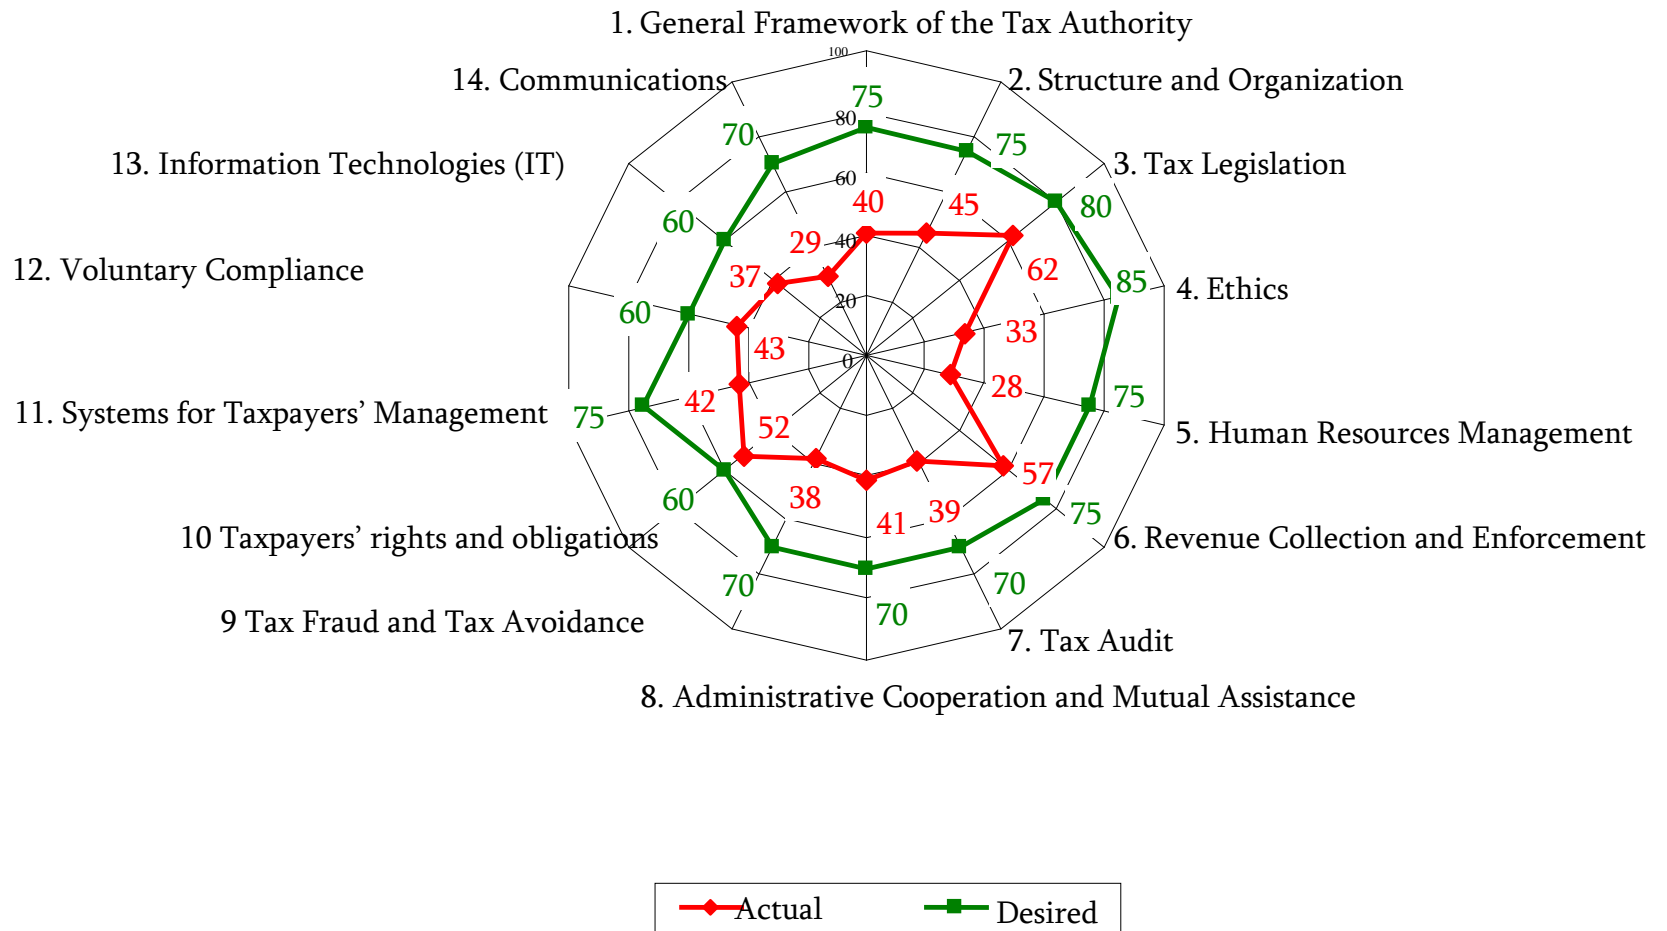 1. General Framework of the Tax Authority
100
14. Communications
2. Structure and Organization
75
80
70
75
13. Information Technologies (IT)
3. Tax Legislation
60
40
45
80
60
29
40
62
12. Voluntary Compliance
37
85
4. Ethics
20
60
33
43
0
28
75
11. Systems for Taxpayers’ Management
75
42
52
5. Human Resources Management
57
60
38
41
39
75
10 Taxpayers’ rights and obligations
6. Revenue Collection and Enforcement
70
70
70
9 Tax Fraud and Tax Avoidance
7. Tax Audit
8. Administrative Cooperation and Mutual Assistance
Actual
Desired